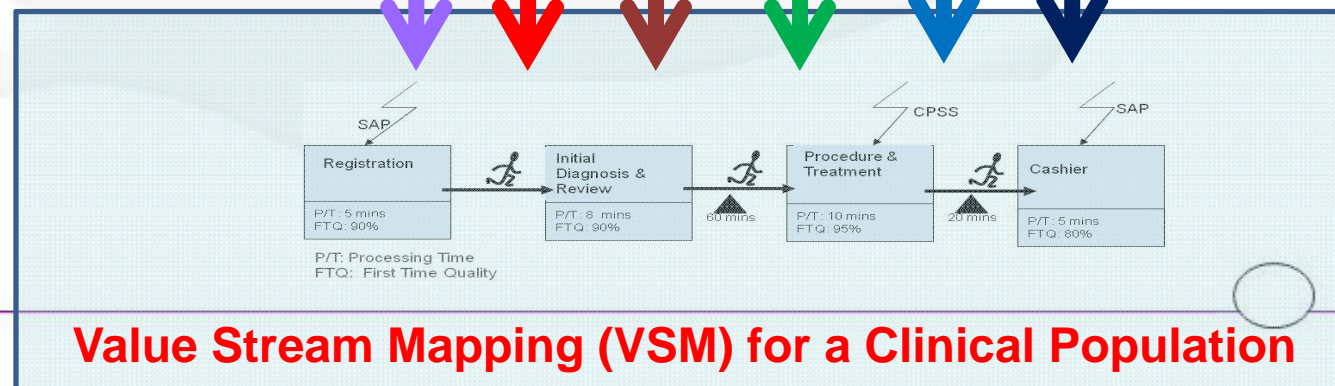 SAP
CPSS
SAP
Registration
P/T: 5 mins
FTQ: 90%
Initial
Diagnosis &
Review
P/T: 8 mins
FTQ: 90%
60 mins
Procedure &
Treatment
P/T: 10 mins
FTQ: 95%
20 mins
Cashier
P/T: 5 mins
FTQ: 80%
P/T: Processing Time
FTQ: First Time Quality
Value Stream Mapping (VSM) for a Clinical Population